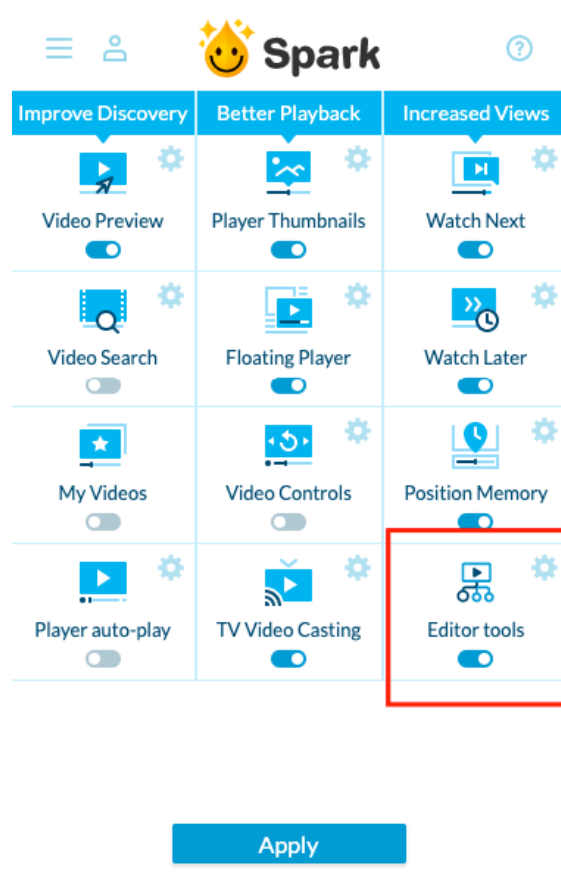 Spark
?
Improve Discovery Better Playback Increased Views
Video Preview Player Thumbnails Watch Next
Video Search Floating Player Watch Later
My Videos Video Controls Position Memory
Player auto-play TV Video Casting Editor tools
Apply